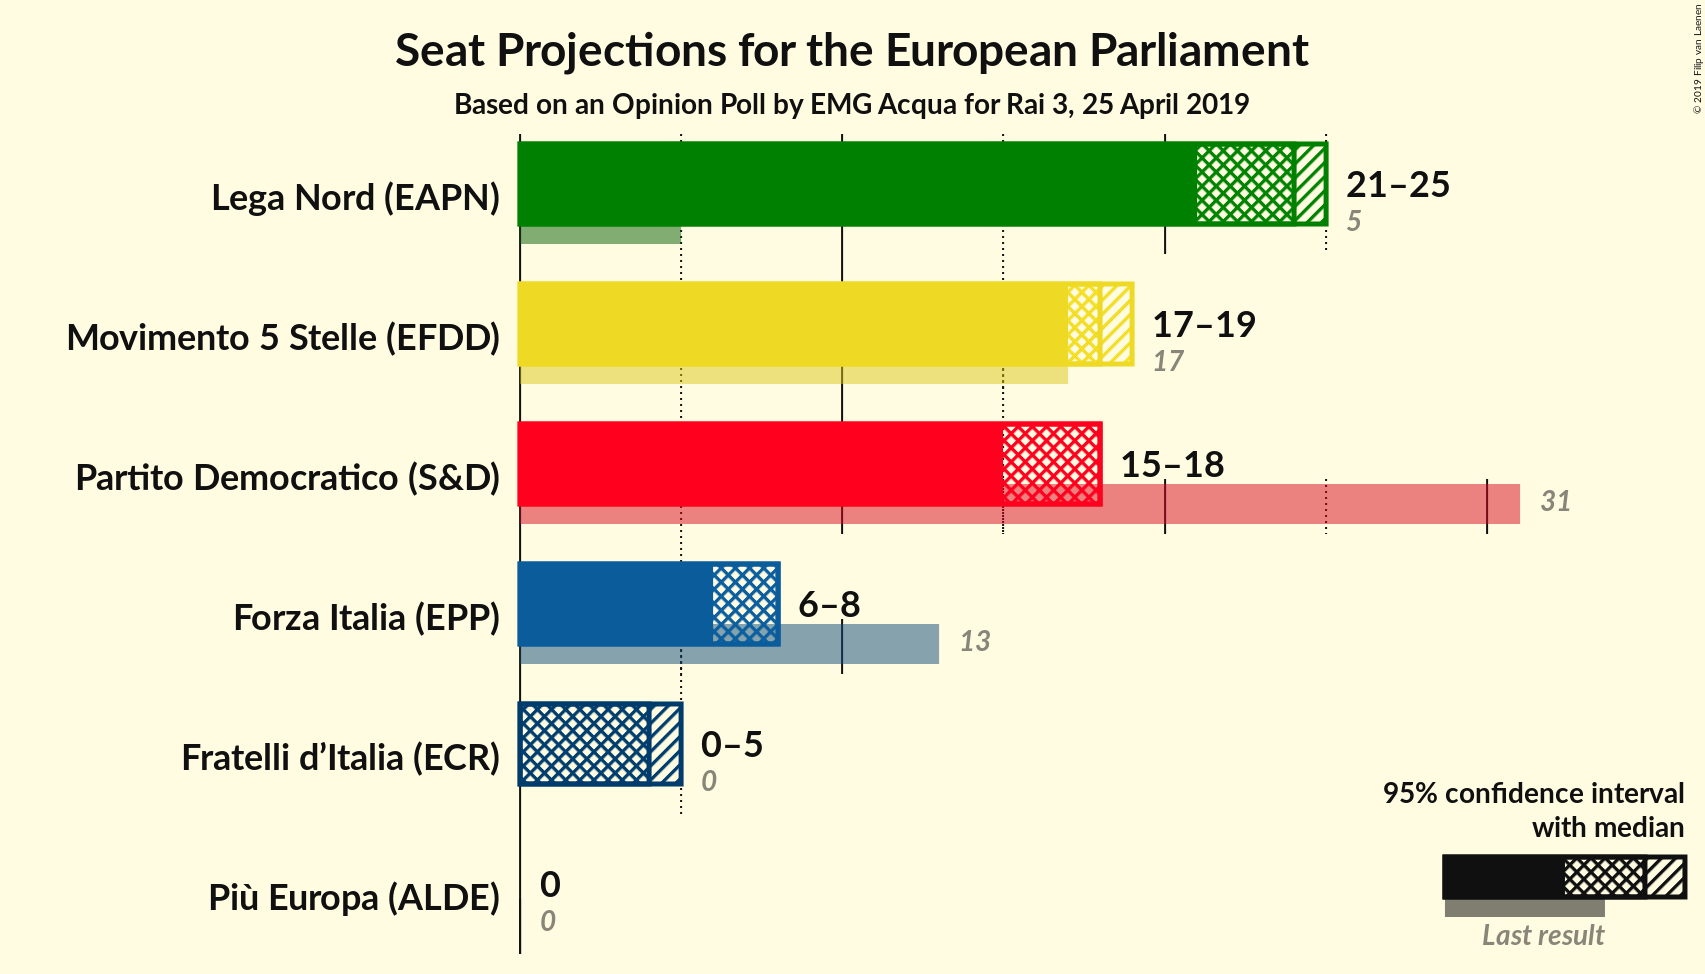 Seat Projections for the European Parliament
Based on an Opinion Poll by EMG Acqua for Rai 3, 25 April 2019
© 2019 Filip van Laenen
Lega Nord (EAPN)
21–25
5
Movimento 5 Stelle (EFDD)
17–19
17
Partito Democratico (S&D)
15–18
31
Forza Italia (EPP)
6–8
13
Fratelli d’Italia (ECR)
0–5
0
Più Europa (ALDE)
0
0
95% confidence interval
with median
Last result